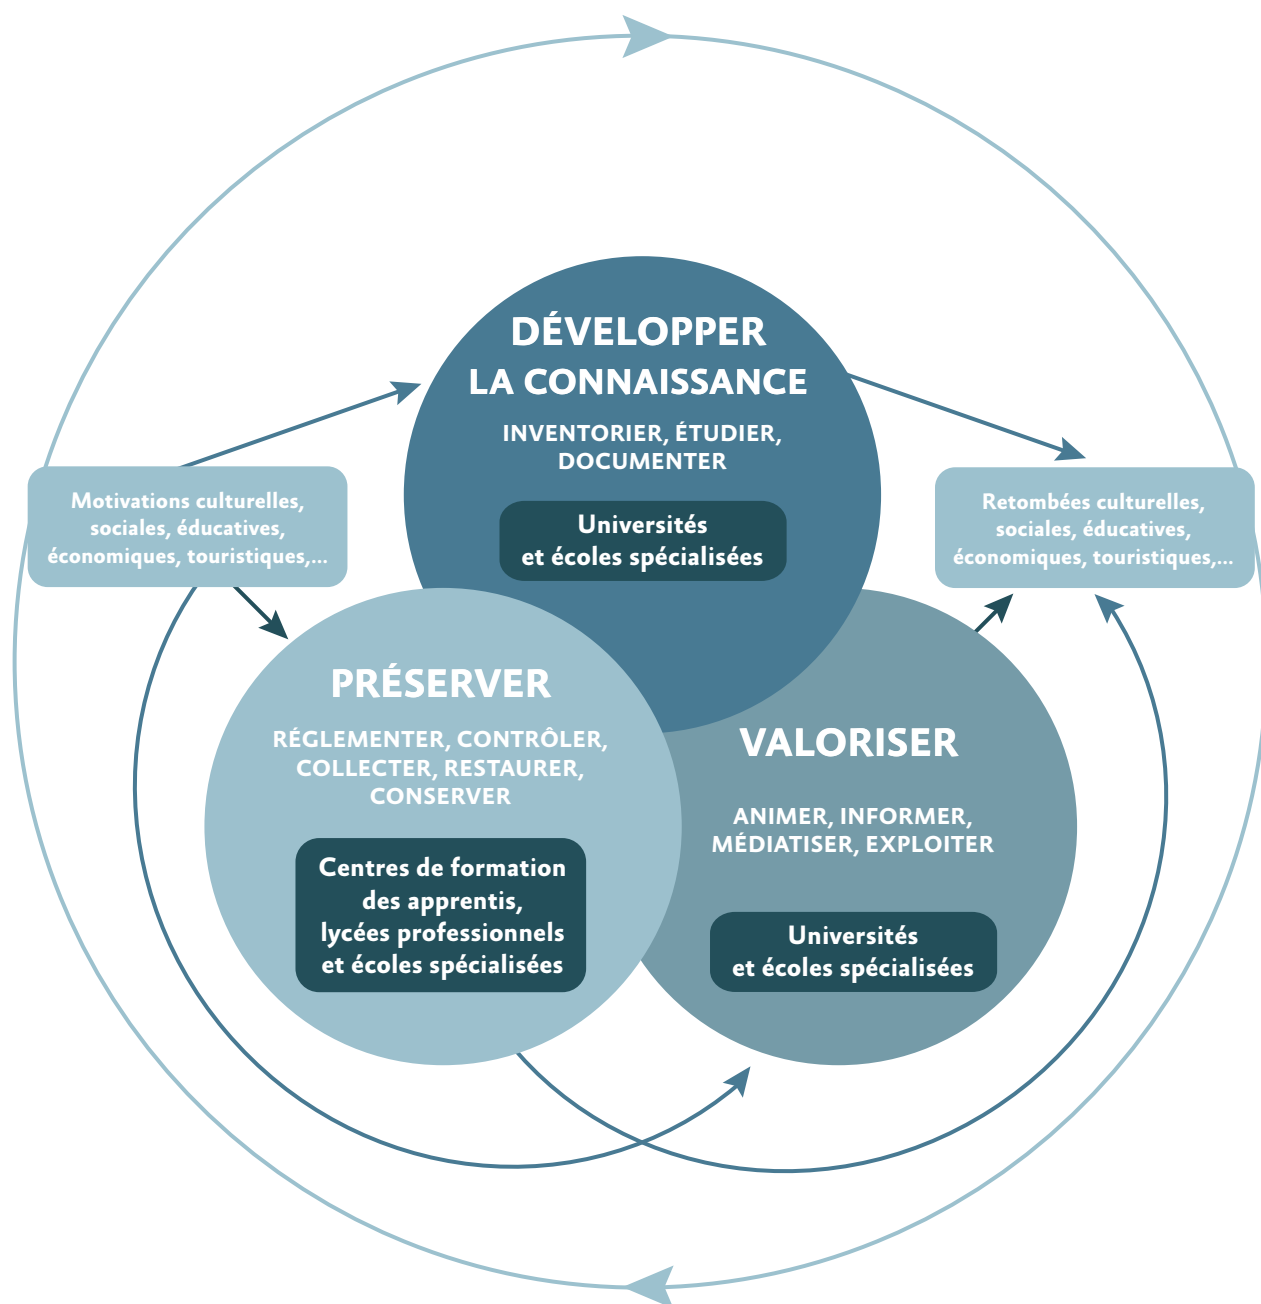 DÉVELOPPER
LA CONNAISSANCE
INVENTORIER, ÉTUDIER,
DOCUMENTER
Universités
et écoles spécialisées
Motivations culturelles,
sociales, éducatives,
économiques, touristiques,...
Retombées culturelles,
sociales, éducatives,
économiques, touristiques,...
PRÉSERVER
RÉGLEMENTER, CONTRÔLER,
COLLECTER, RESTAURER,
CONSERVER
Centres de formation
des apprentis,
lycées professionnels
et écoles spécialisées
VALORISER
ANIMER, INFORMER,
MÉDIATISER, EXPLOITER
Universités
et écoles spécialisées